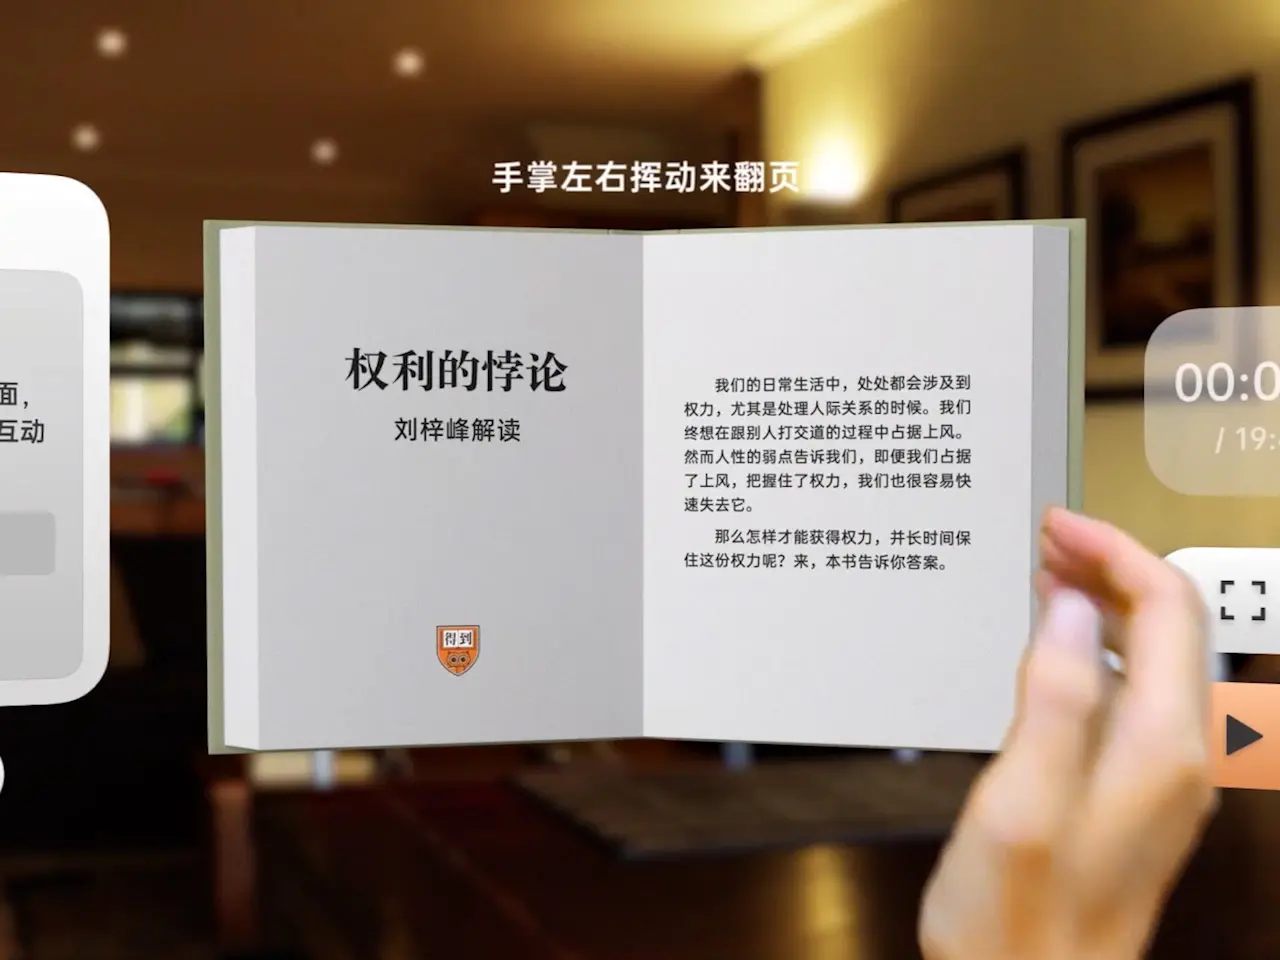 手掌左右挥动来翻页
面，
互动
权利的悖论
刘梓峰解读
得到
我们的日常生活中，处处都会涉及到
权力，尤其是处理人际关系的时候。我们
终想在跟别人打交道的过程中占据上风。
然而人性的弱点告诉我们，即便我们占据
了上风，把握住了权力，我们也很容易快
速失去它。
那么怎样才能获得权力，并长时间保
住这份权力呢？来，本书告诉你答案。
00:0
/ 19: